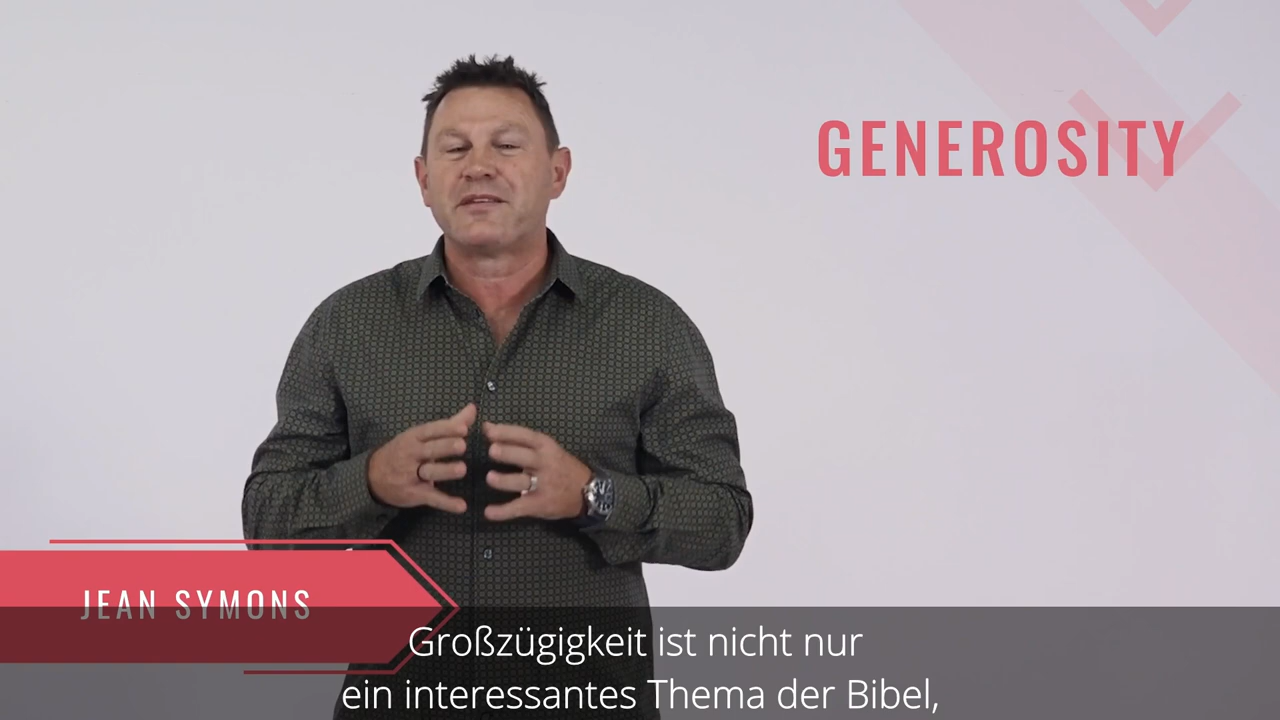 GENEROSITY
JEAN SYMONS
Großzügigkeit ist nicht nur
ein interessantes Thema der Bibel,